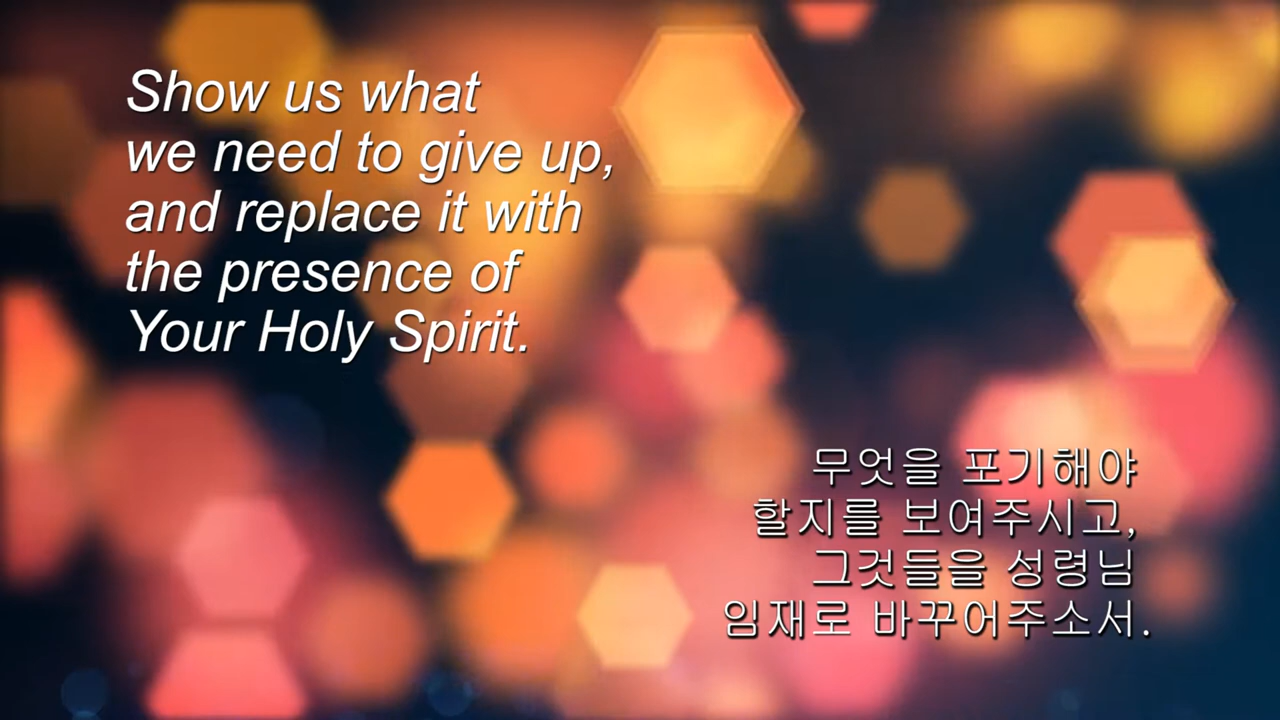 Show us what
we need to give up,
and replace it with
the presence of
Your Holy Spirit.
무엇을 포기해야
할지를 보여주시고,
그것들을 성령님
임재로 바꾸어주소서.